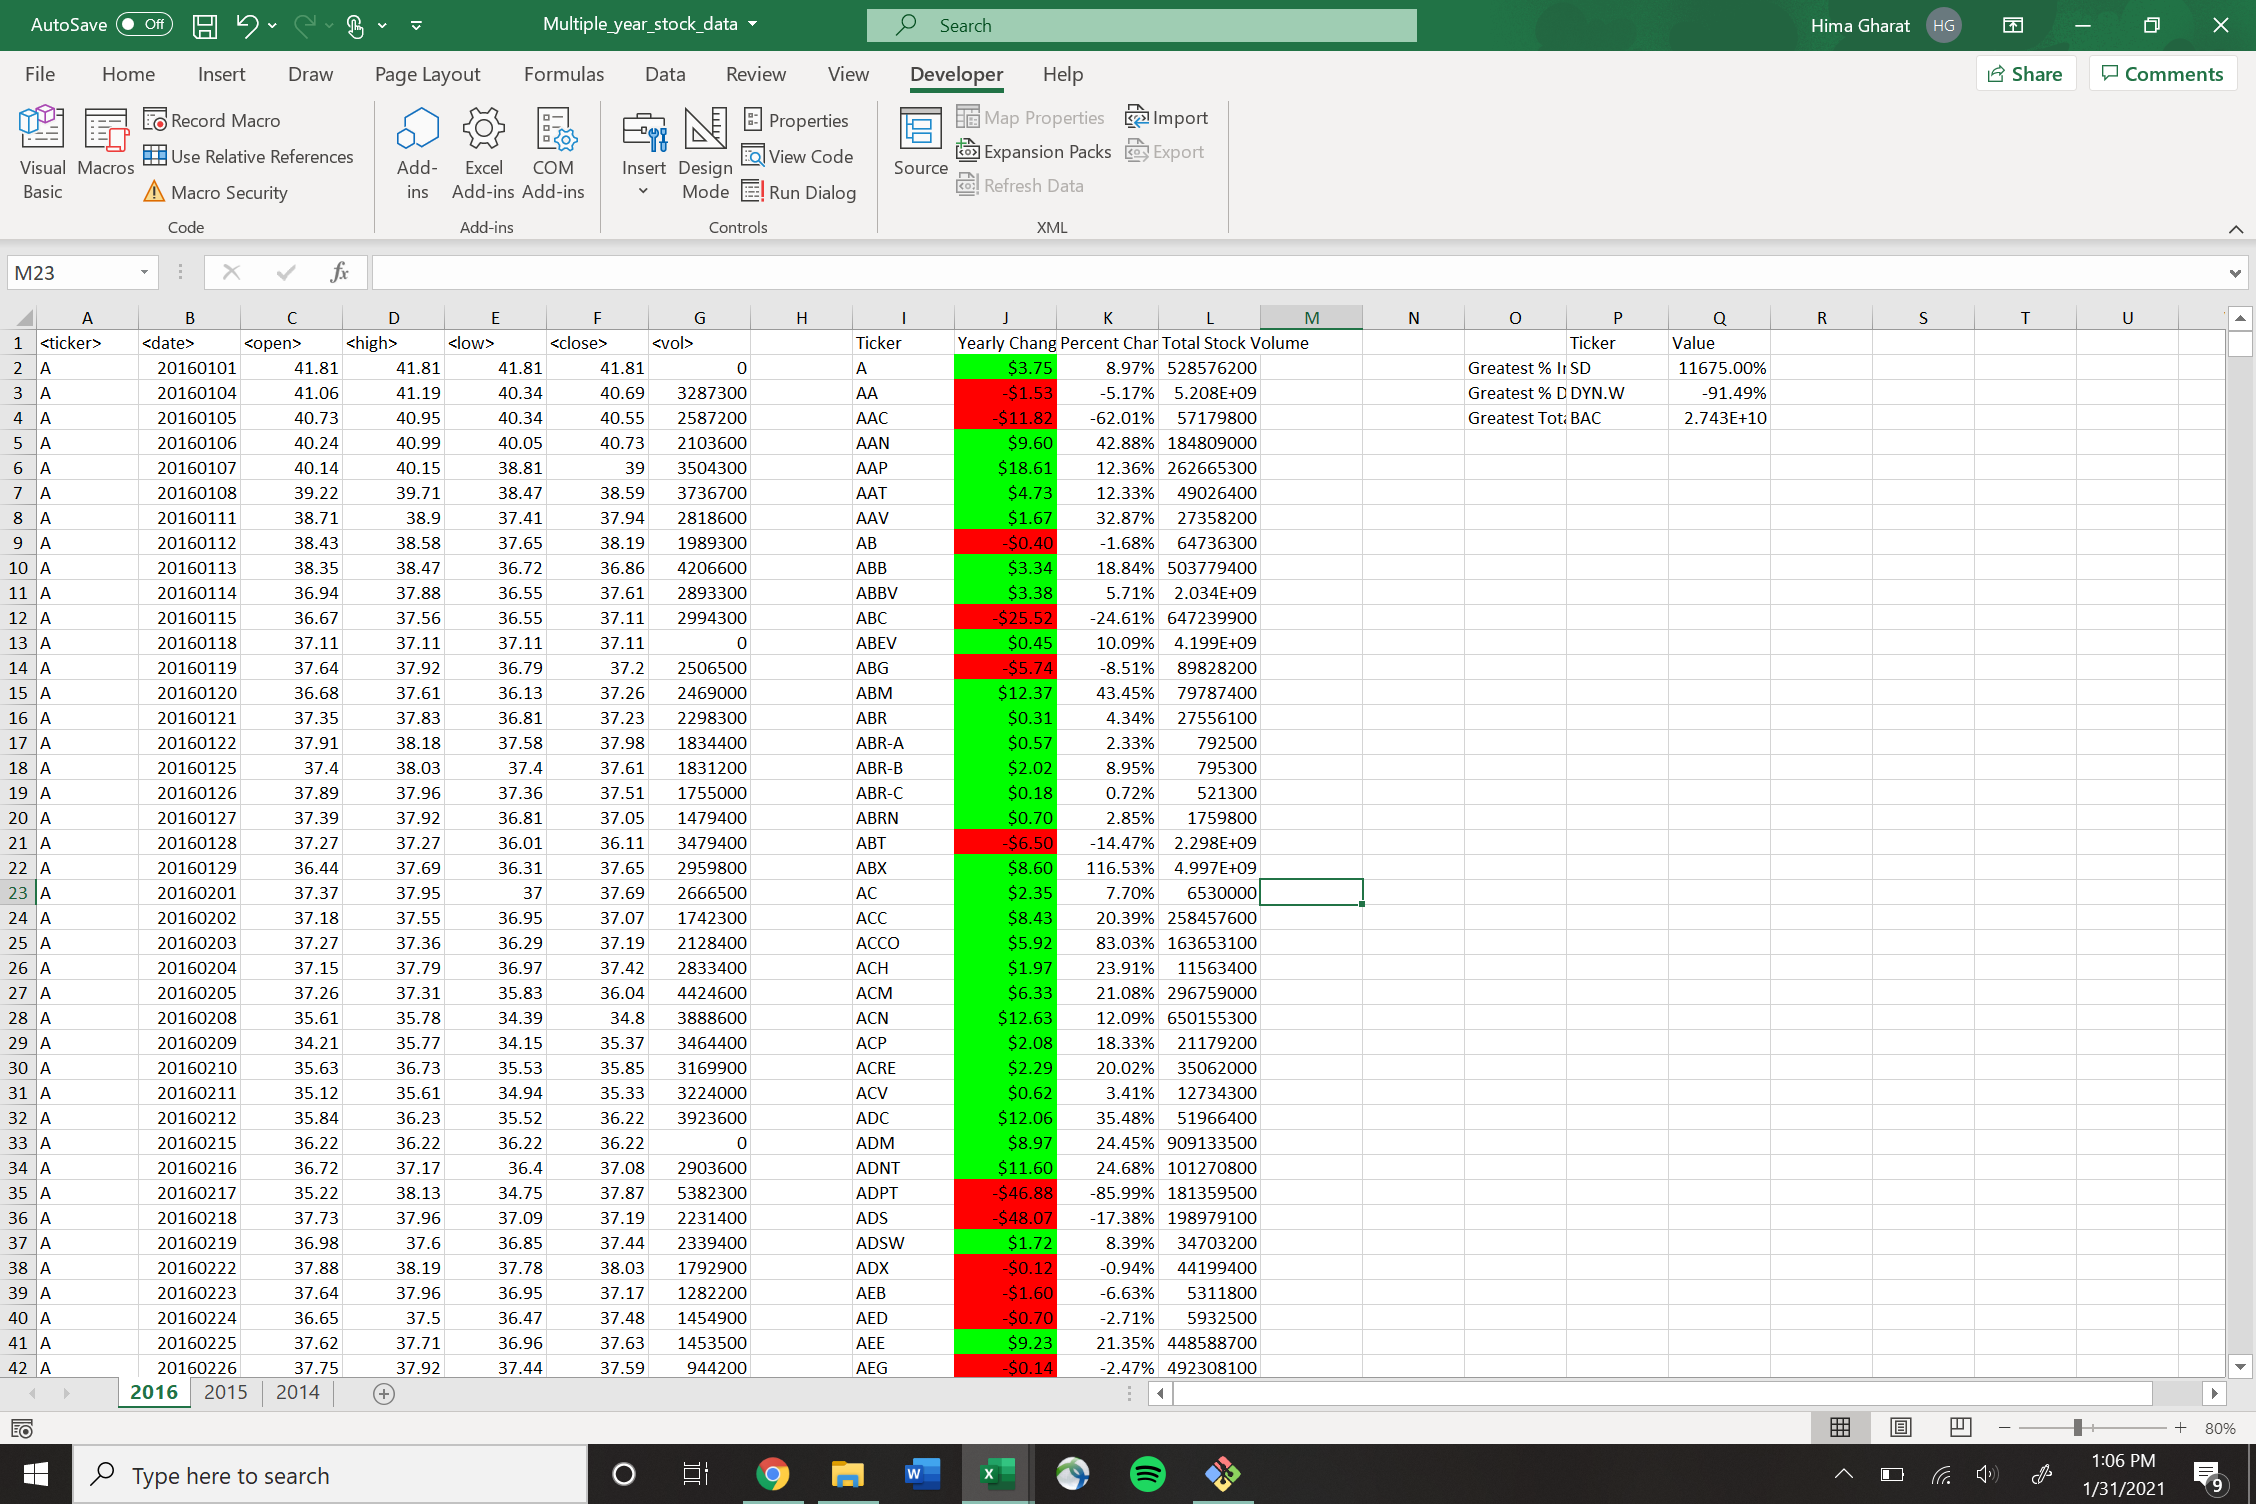 AutoSave Off Multiple_year_stock_data Search Hima Gharat HG
File Home Insert Draw Page Layout Formulas Data Review View Developer Help Share Comments
Visual Basic Macros Record Macro Use Relative References Macro Security
Code
Add-ins Excel Add-ins COM Add-ins
Add-ins
Insert Design Mode Properties View Code Run Dialog
Controls
Source Map Properties Expansion Packs Refresh Data Import Export
XML
M23 fx
A B C D E F G H I J K L M N O P Q R S T U
1 <ticker> <date> <open> <high> <low> <close> <vol> Ticker Yearly Chang Percent Char Total Stock Volume Ticker Value
2 A 20160101 41.81 41.81 41.81 41.81 0 A $3.75 8.97% 528576200 Greatest % Ir SD 11675.00%
3 A 20160104 41.06 41.19 40.34 40.69 3287300 AA -$1.53 -5.17% 5.208E+09 Greatest % D DYN.W -91.49%
4 A 20160105 40.73 40.95 40.34 40.55 2587200 AAC -$11.82 -62.01% 57179800 Greatest Tota BAC 2.743E+10
5 A 20160106 40.24 40.99 40.05 40.73 2103600 AAN $9.60 42.88% 184809000
6 A 20160107 40.14 40.15 38.81 39 3504300 AAP $18.61 12.36% 262665300
7 A 20160108 39.22 39.71 38.47 38.59 3736700 AAT $4.73 12.33% 49026400
8 A 20160111 38.71 38.9 37.41 37.94 2818600 AAV $1.67 32.87% 27358200
9 A 20160112 38.43 38.58 37.65 38.19 1989300 AB -$0.40 -1.68% 64736300
10 A 20160113 38.35 38.47 36.72 36.86 4206600 ABB $3.34 18.84% 503779400
11 A 20160114 36.94 37.88 36.55 37.61 2893300 ABBV $3.38 5.71% 2.034E+09
12 A 20160115 36.67 37.56 36.55 37.11 2994300 ABC -$25.52 -24.61% 647239900
13 A 20160118 37.11 37.11 37.11 37.11 0 ABEV $0.45 10.09% 4.199E+09
14 A 20160119 37.64 37.92 36.79 37.2 2506500 ABG -$5.74 -8.51% 89828200
15 A 20160120 36.68 37.61 36.13 37.26 2469000 ABM $12.37 43.45% 79787400
16 A 20160121 37.35 37.83 36.81 37.23 2298300 ABR $0.31 4.34% 27556100
17 A 20160122 37.91 38.18 37.58 37.98 1834400 ABR-A $0.57 2.33% 792500
18 A 20160125 37.4 38.03 37.4 37.61 1831200 ABR-B $2.02 8.95% 795300
19 A 20160126 37.89 37.96 37.36 37.51 1755000 ABR-C $0.18 0.72% 521300
20 A 20160127 37.39 37.92 36.81 37.05 1479400 ABRN $0.70 2.85% 1759800
21 A 20160128 37.27 37.27 36.01 36.11 3479400 ABT -$6.50 -14.47% 2.298E+09
22 A 20160129 36.44 37.69 36.31 37.65 2959800 ABX $8.60 116.53% 4.997E+09
23 A 20160201 37.37 37.95 37 37.69 2666500 AC $2.35 7.70% 6530000
24 A 20160202 37.18 37.55 36.95 37.07 1742300 ACC $8.43 20.39% 258457600
25 A 20160203 37.27 37.36 36.29 37.19 2128400 ACCO $5.92 83.03% 163653100
26 A 20160204 37.15 37.79 36.97 37.42 2833400 ACH $1.97 23.91% 11563400
27 A 20160205 37.26 37.31 35.83 36.04 4424600 ACM $6.33 21.08% 296759000
28 A 20160208 35.61 35.78 34.39 34.8 3888600 ACN $12.63 12.09% 650155300
29 A 20160209 34.21 35.77 34.15 35.37 3464400 ACP $2.08 18.33% 21179200
30 A 20160210 35.63 36.73 35.53 35.85 3169900 ACRE $2.29 20.02% 35062000
31 A 20160211 35.12 35.61 34.94 35.33 3224000 ACV $0.62 3.41% 12734300
32 A 20160212 35.84 36.23 35.52 36.22 3923600 ADC $12.06 35.48% 51966400
33 A 20160215 36.22 36.22 36.22 36.22 0 ADM $8.97 24.45% 909133500
34 A 20160216 36.72 37.17 36.4 37.08 2903600 ADNT $11.60 24.68% 101270800
35 A 20160217 35.22 38.13 34.75 37.87 5382300 ADPT -$46.88 -85.99% 181359500
36 A 20160218 37.73 37.96 37.09 37.19 2231400 ADS -$48.07 -17.38% 198979100
37 A 20160219 36.98 37.6 36.85 37.44 2339400 ADSW $1.72 8.39% 34703200
38 A 20160222 37.88 38.19 37.78 38.03 1792900 ADX -$0.12 -0.94% 44199400
39 A 20160223 37.64 37.96 36.95 37.17 1282200 AEB -$1.60 -6.63% 5311800
40 A 20160224 36.65 37.5 36.47 37.48 1454900 AED -$0.70 -2.71% 5932500
41 A 20160225 37.62 37.71 36.96 37.63 1453500 AEE $9.23 21.35% 448588700
42 A 20160226 37.75 37.92 37.44 37.59 944200 AEG -$0.14 -2.47% 492308100
2016 2015 2014
80%
Type here to search
1:06 PM
1/31/2021
9